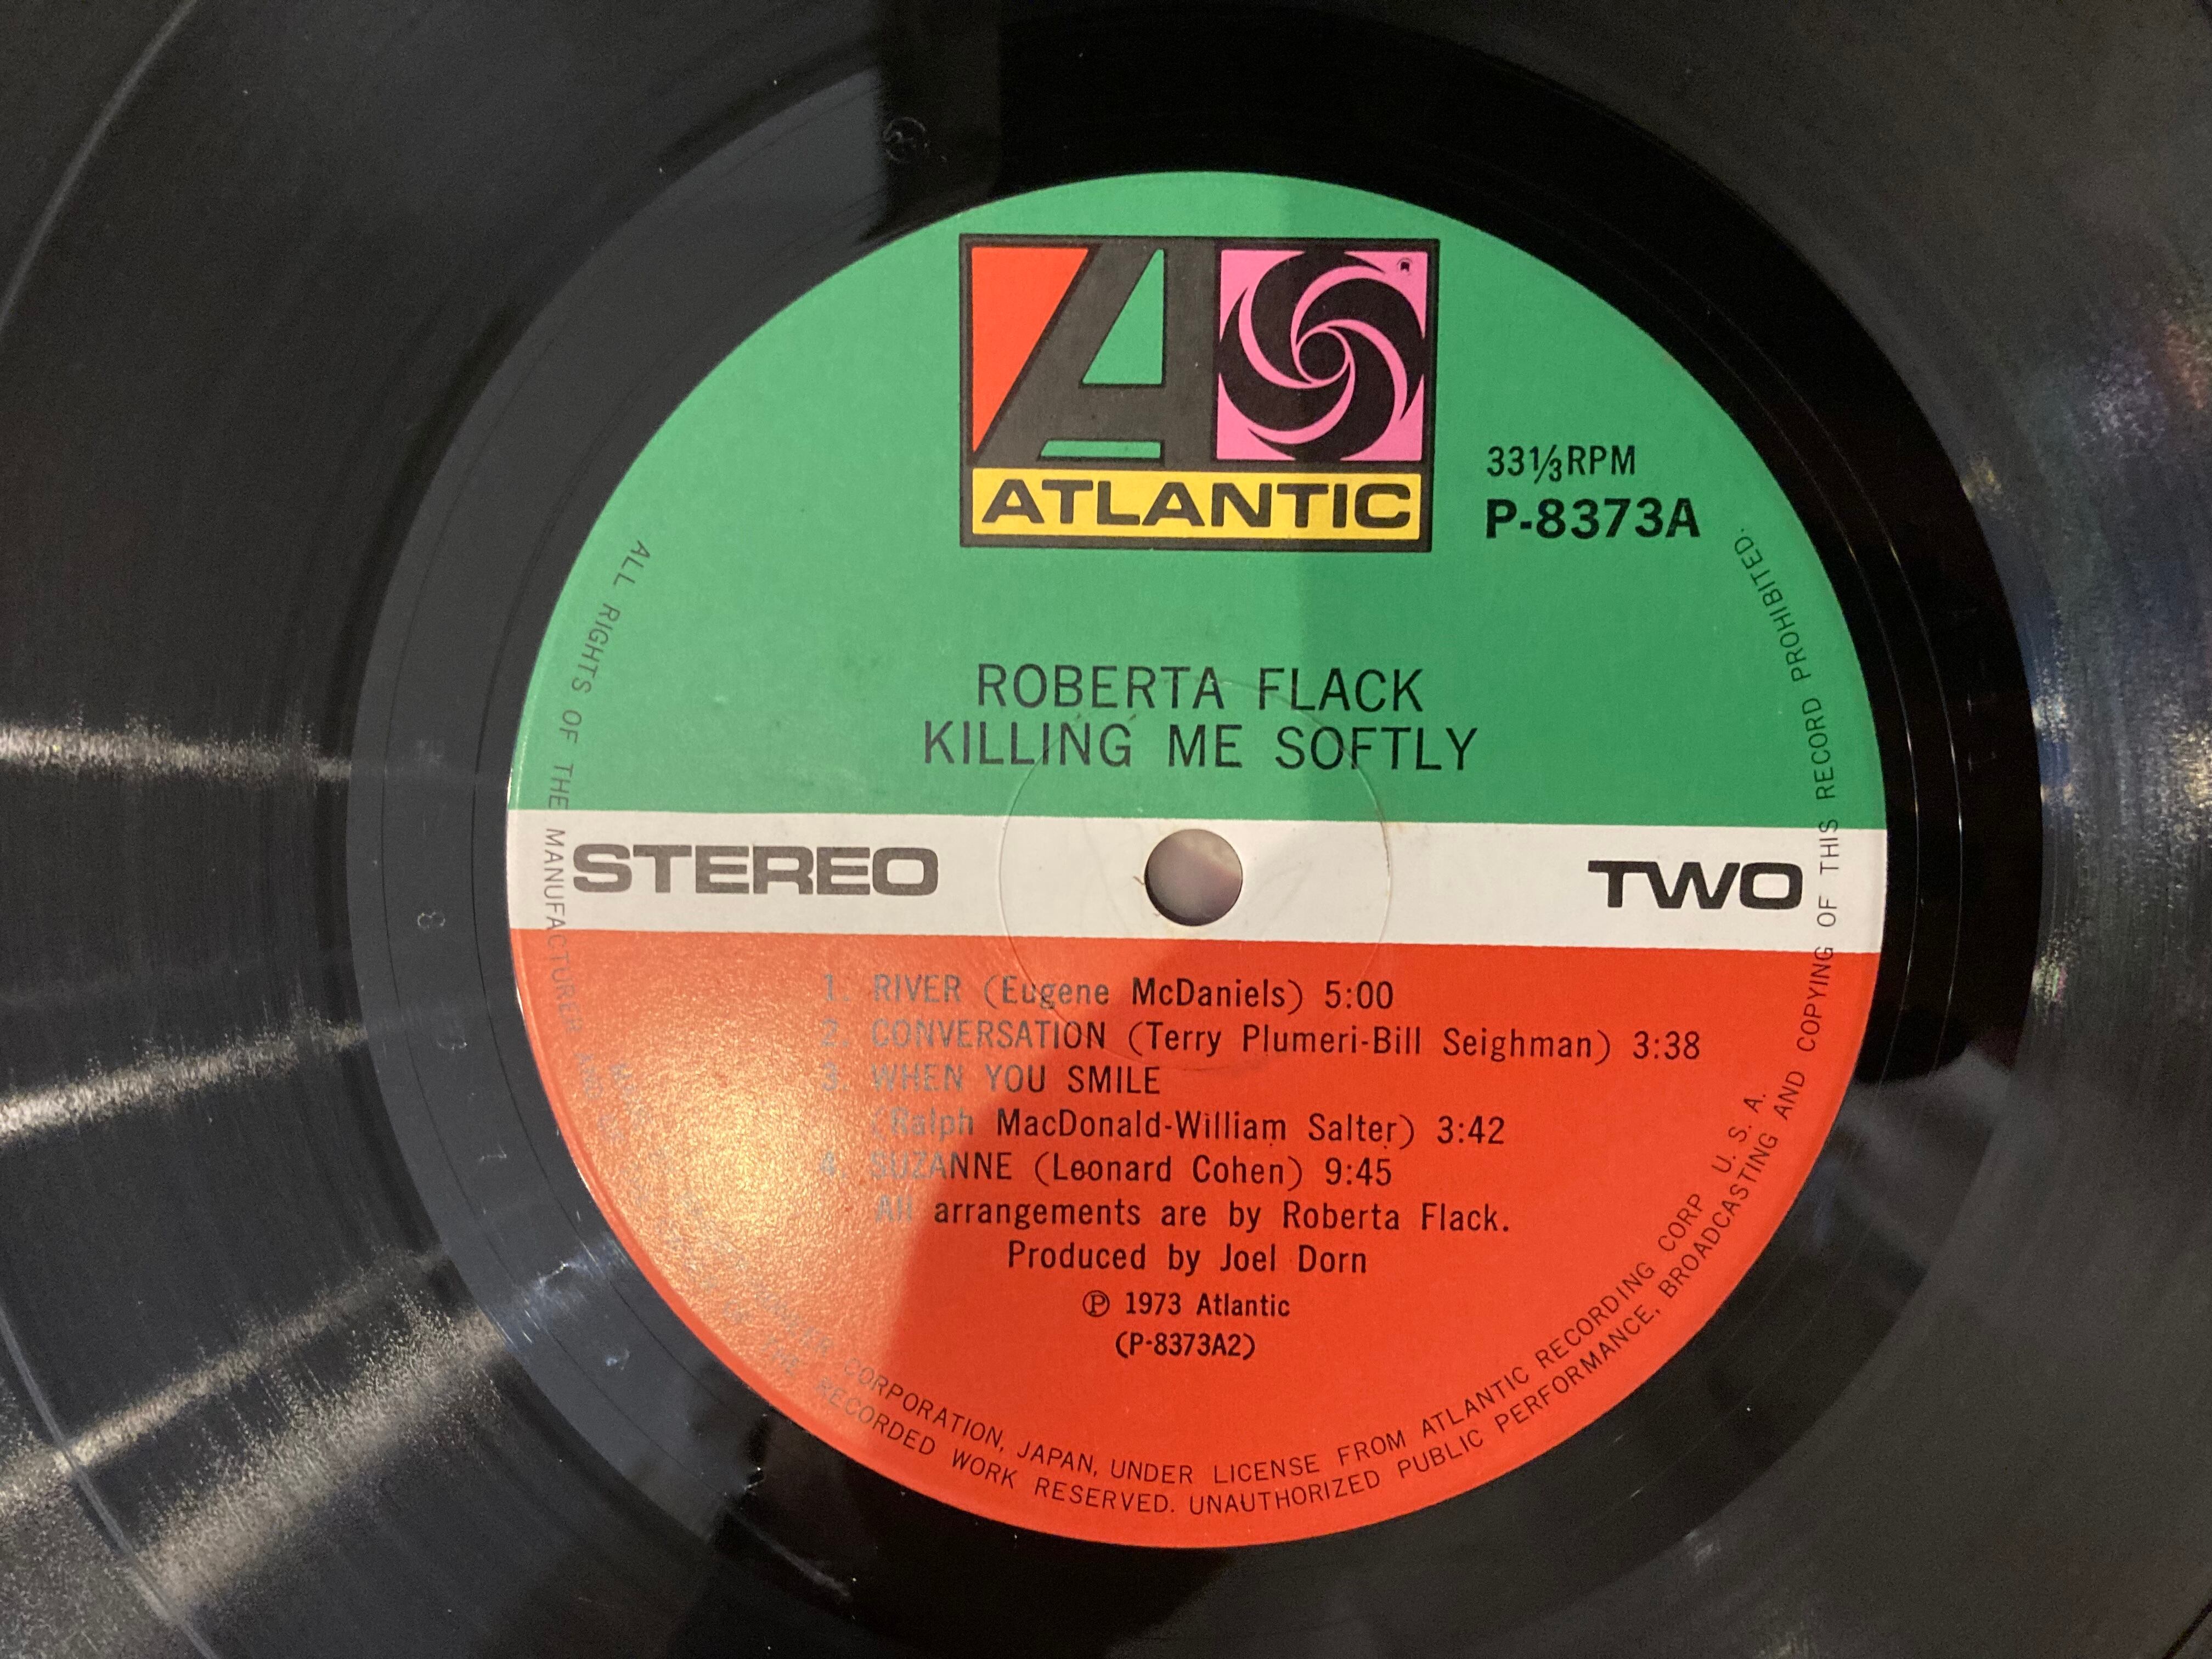 ATLANTIC
33⅓RPM
P-8373A
ROBERTA FLACK
KILLING ME SOFTLY
STEREO
TWO
1. RIVER (Eugene McDaniels) 5:00
2. CONVERSATION (Terry Plumeri-Bill Seighman) 3:38
3. WHEN YOU SMILE
(Ralph MacDonald-William Salter) 3:42
4. SUZANNE (Leonard Cohen) 9:45
All arrangements are by Roberta Flack.
Produced by Joel Dorn
Ⓟ 1973 Atlantic
(P-8373A2)
CORPORATION, JAPAN, UNDER LICENSE FROM ATLANTIC RECORDING CORP U. S. A.
ALL RIGHTS OF THE MANUFACTURER AND OF THE RECORDED WORK RESERVED. UNAUTHORIZED PUBLIC PERFORMANCE, BROADCASTING AND COPYING OF THIS RECORD PROHIBITED.